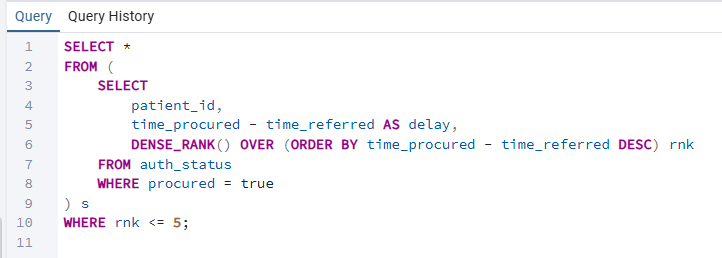 Query Query History
1 SELECT *
2 FROM (
3 SELECT
4 patient_id,
5 time_procured - time_referred AS delay,
6 DENSE_RANK() OVER (ORDER BY time_procured - time_referred DESC) rnk
7 FROM auth_status
8 WHERE procured = true
9 ) s
10 WHERE rnk <= 5;
11